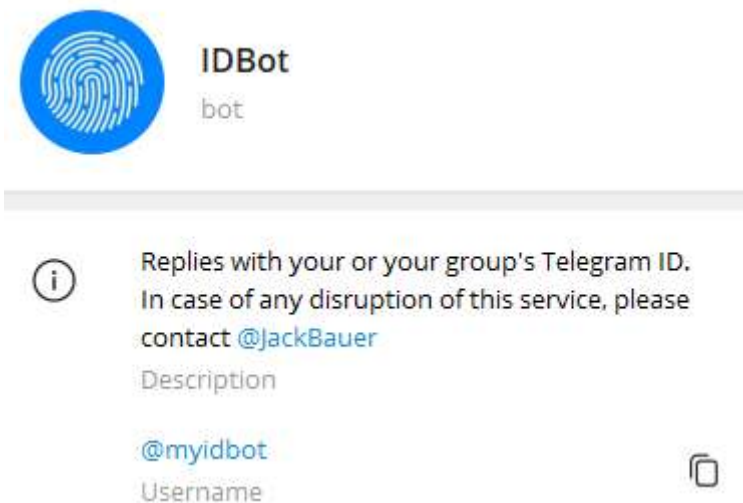 IDBot
bot
Replies with your or your group's Telegram ID.
In case of any disruption of this service, please
contact @JackBauer
Description
@myidbot
Username